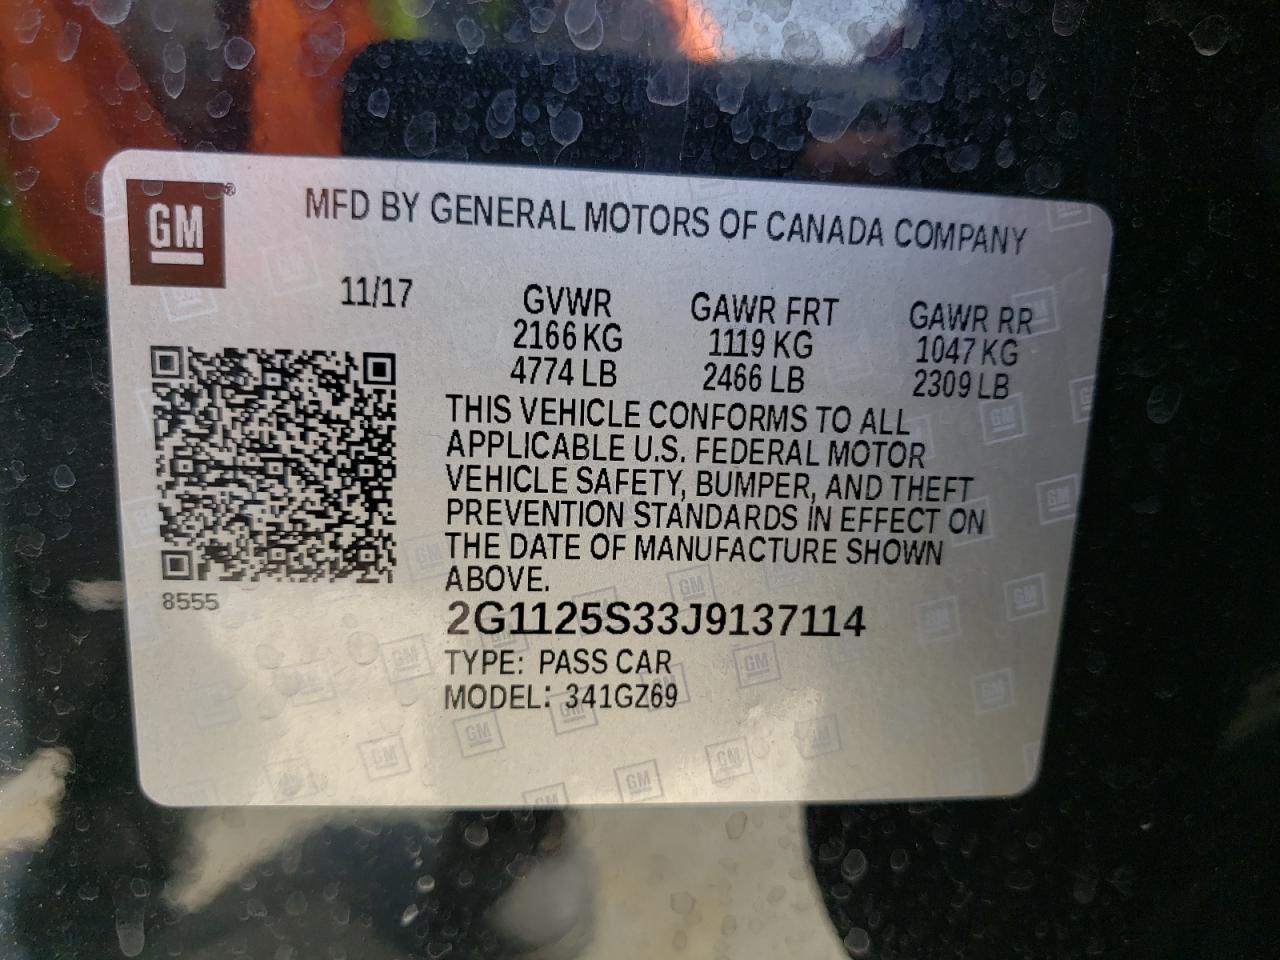 GM®
MFD BY GENERAL MOTORS OF CANADA COMPANY
11/17
GVWR
2166 KG
4774 LB
GAWR FRT
1119 KG
2466 LB
GAWR RR
1047 KG
2309 LB
THIS VEHICLE CONFORMS TO ALL
APPLICABLE U.S. FEDERAL MOTOR
VEHICLE SAFETY, BUMPER, AND THEFT
PREVENTION STANDARDS IN EFFECT ON
THE DATE OF MANUFACTURE SHOWN
ABOVE.
2G1125S33J9137114
TYPE: PASS CAR
MODEL: 341GZ69
8555